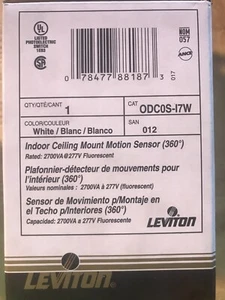 UL
LISTED
PHOTOELECTRIC
SWITCH
NOM
057
0 78477 88187 3
017
QTY/QTÉ/CANT
1
CAT
ODC0S-I7W
COLOR/COULEUR
White / Blanc / Blanco
SAN
012
Indoor Ceiling Mount Motion Sensor (360°)
Rated: 2700VA@277V Fluorescent
Plafonnier-détecteur de mouvements pour
l'intérieur (360°)
Valeurs nominales : 2700VA à 277V (fluorescent)
Sensor de Movimiento p/Montaje en
el Techo p/Interiores (360°)
Capacidad: 2700VA a 277V Fluorescente
LEVITON
LEVITON